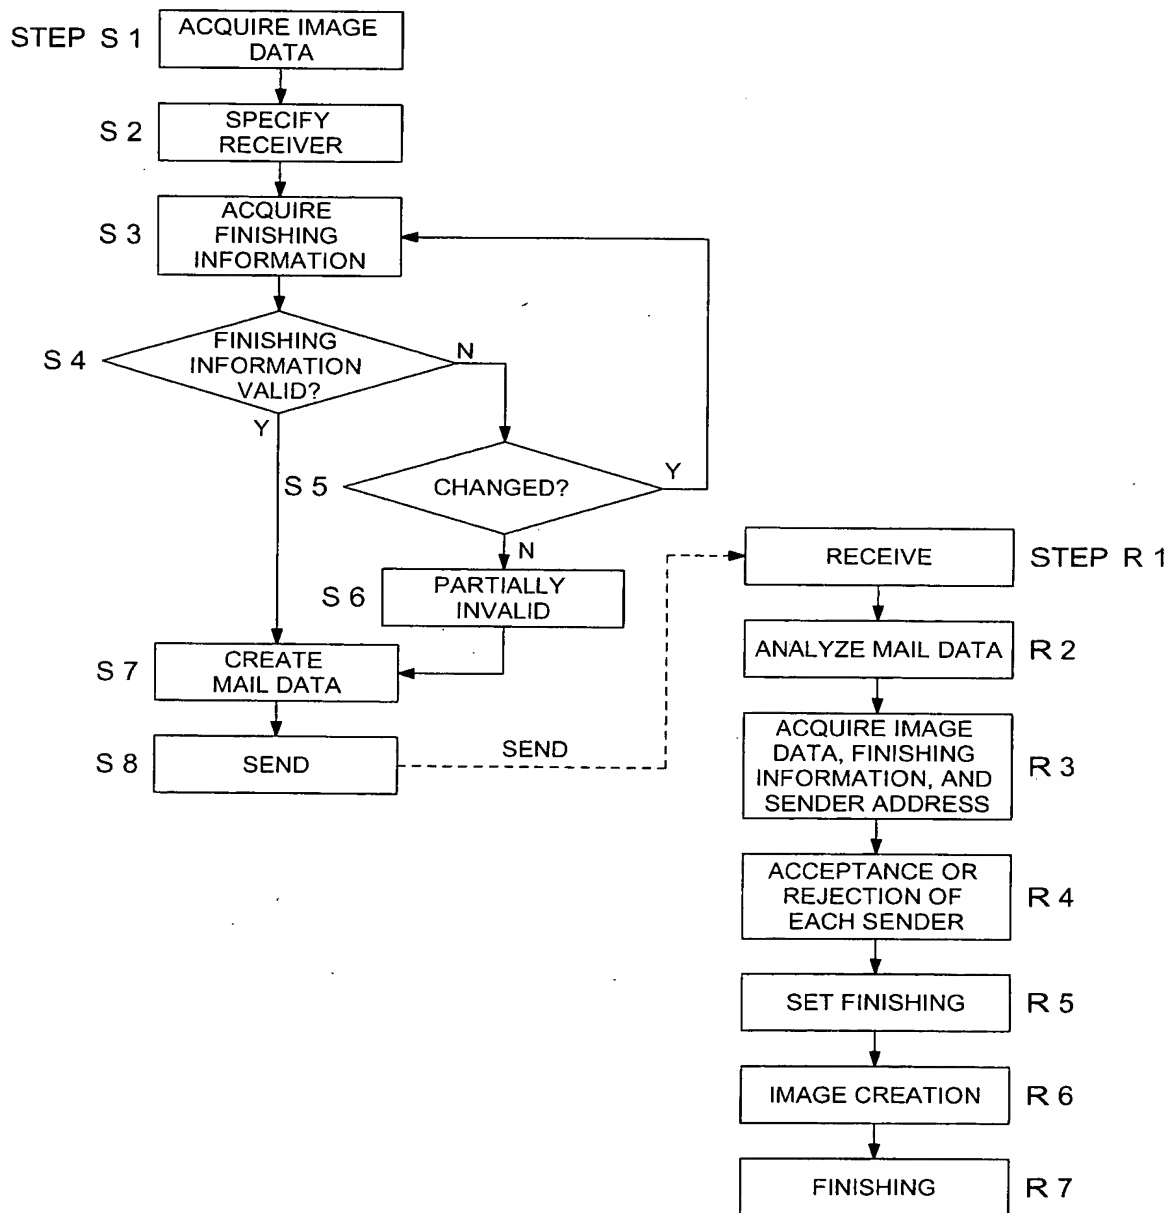 STEP S 1
ACQUIRE IMAGE
DATA
S 2
SPECIFY
RECEIVER
S 3
ACQUIRE
FINISHING
INFORMATION
S 4
FINISHING
INFORMATION
VALID?
N
Y
S 5
CHANGED?
Y
N
S 6
PARTIALLY
INVALID
S 7
CREATE
MAIL DATA
S 8
SEND
SEND
RECEIVE
STEP R 1
ANALYZE MAIL DATA
R 2
ACQUIRE IMAGE
DATA, FINISHING
INFORMATION, AND
SENDER ADDRESS
R 3
ACCEPTANCE OR
REJECTION OF
EACH SENDER
R 4
SET FINISHING
R 5
IMAGE CREATION
R 6
FINISHING
R 7